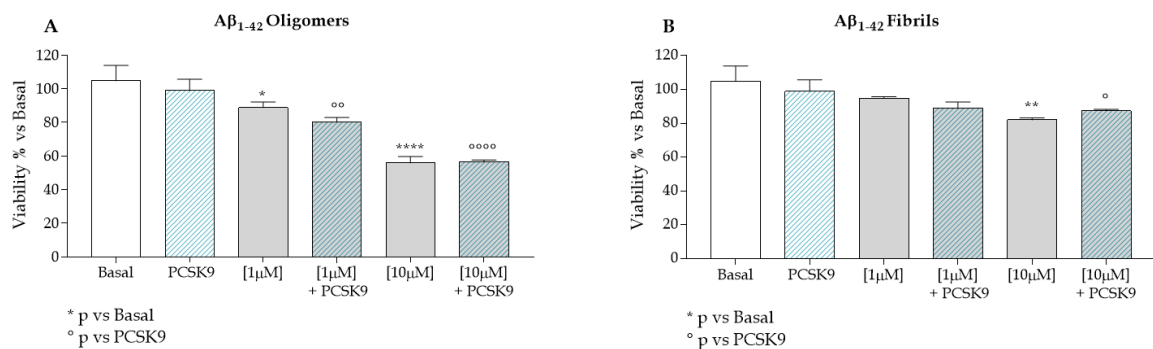 A
Aβ1-42 Oligomers
Viability % vs Basal
120
100
80
60
40
20
0
*
°°
****
°°°°
Basal
PCSK9
[1μM]
[1μM]
+ PCSK9
[10μM]
[10μM]
+ PCSK9
* p vs Basal
° p vs PCSK9
B
Aβ1-42 Fibrils
Viability % vs Basal
120
100
80
60
40
20
0
**
°
Basal
PCSK9
[1μM]
[1μM]
+ PCSK9
[10μM]
[10μM]
+ PCSK9
* p vs Basal
° p vs PCSK9